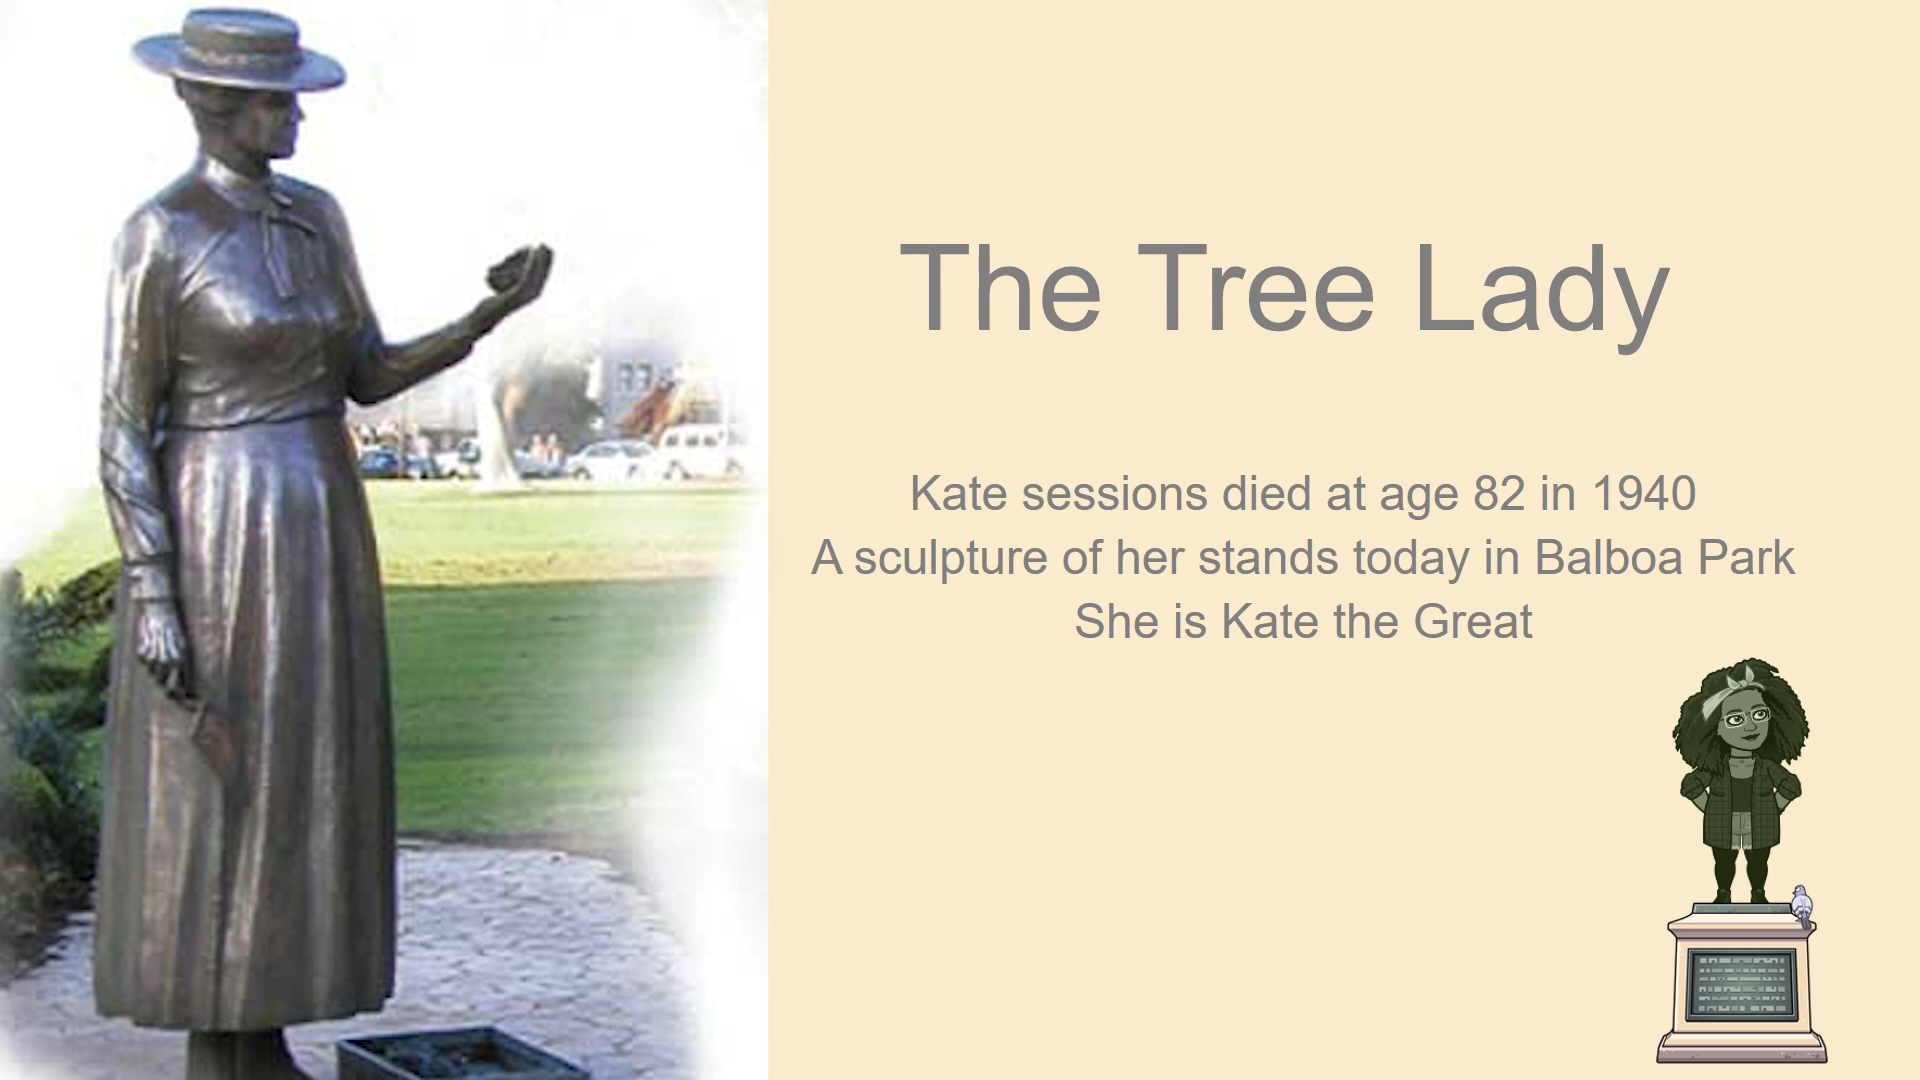 The Tree Lady
Kate sessions died at age 82 in 1940
A sculpture of her stands today in Balboa Park
She is Kate the Great